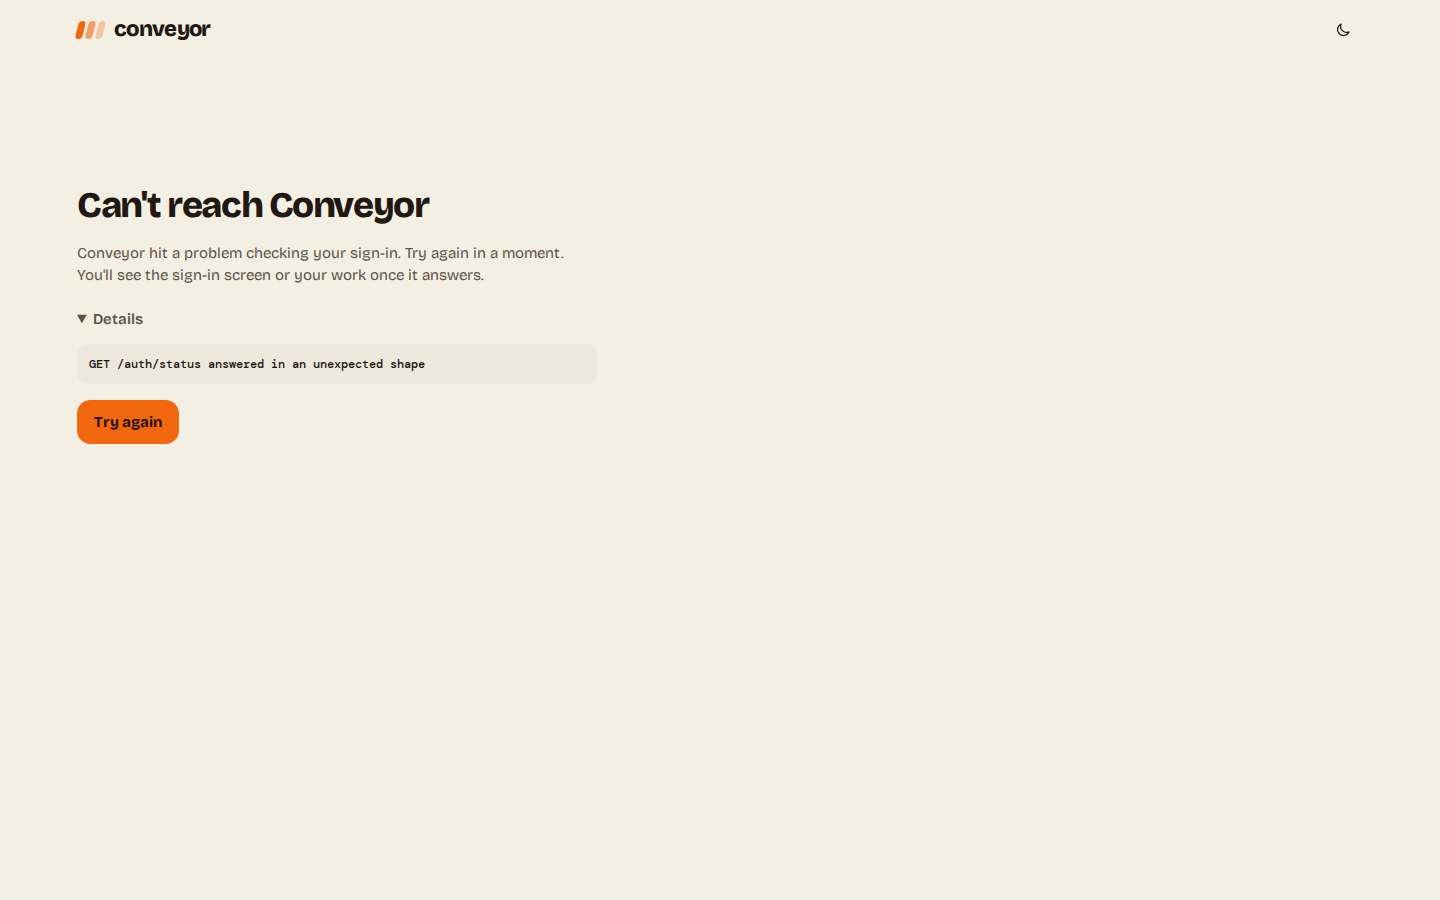 conveyor
Can't reach Conveyor
Conveyor hit a problem checking your sign-in. Try again in a moment.
You'll see the sign-in screen or your work once it answers.
Details
GET /auth/status answered in an unexpected shape
Try again